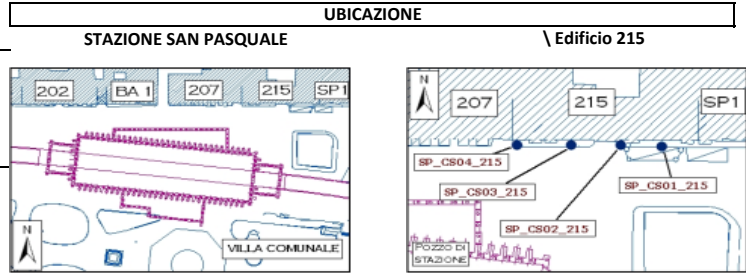 UBICAZIONE
STAZIONE SAN PASQUALE
\ Edificio 215
202
BA 1
207
215
SP1
N
VILLA COMUNALE
N
207
215
SP1
SP_CS04_215
SP_CS03_215
SP_CS01_215
SP_CS02_215
POZZO DI
STAZIONE